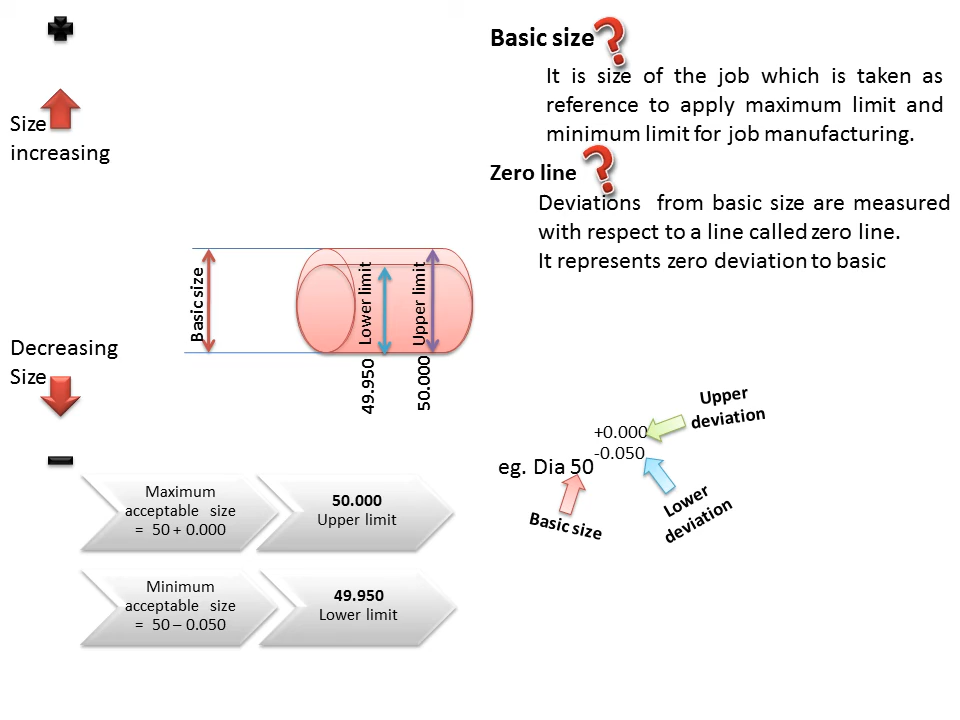 Basic size
It is size of the job which is taken as
reference to apply maximum limit and
minimum limit for job manufacturing.
Zero line
Deviations from basic size are measured
with respect to a line called zero line.
It represents zero deviation to basic
Size
increasing
Decreasing
Size
Basic size
Lower limit
49.950
Upper limit
50.000
Upper
deviation
+0.000
-0.050
eg. Dia 50
Basic size
Lower
deviation
Maximum
acceptable size
= 50 + 0.000
50.000
Upper limit
Minimum
acceptable size
= 50 – 0.050
49.950
Lower limit